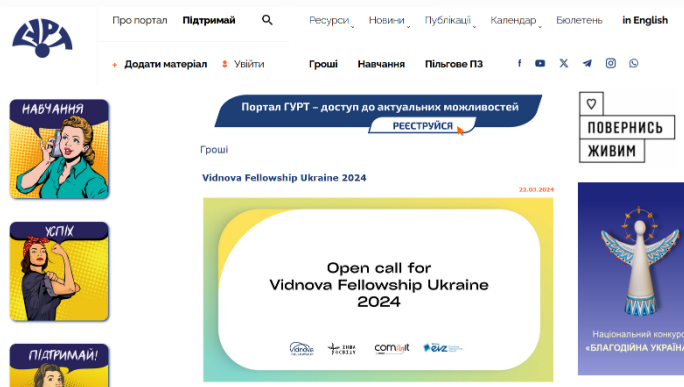 ГУРТ
Про портал Підтримай Ресурси Новини Публікації Календар Бюлетень in English
+ Додати матеріал Увійти Гроші Навчання Пільгове ПЗ
НАВЧАННЯ
УСПІХ
ПІДТРИМАЙ!
Портал ГУРТ – доступ до актуальних можливостей
РЕЄСТРУЙСЯ
Гроші
Vidnova Fellowship Ukraine 2024
22.03.2024
Open call for
Vidnova Fellowship Ukraine
2024
ПОВЕРНИСЬ
ЖИВИМ
Національний конкурс
«БЛАГОДІЙНА УКРАЇНА